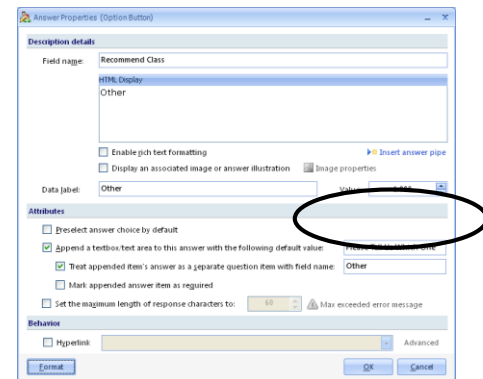 Answer Properties (Option Button)
Description details
Field name: Recommend Class
HTML Display
Other
Enable rich text formatting
Insert answer pipe
Display an associated image or answer illustration Image properties
Data label: Other
Attributes
Preselect answer choice by default
Append a textbox/text area to this answer with the following default value:
Treat appended item's answer as a separate question item with field name: Other
Mark appended answer item as required
Set the maximum length of response characters to: 60 Max exceeded error message
Behavior
Hyperlink Advanced
Format OK Cancel